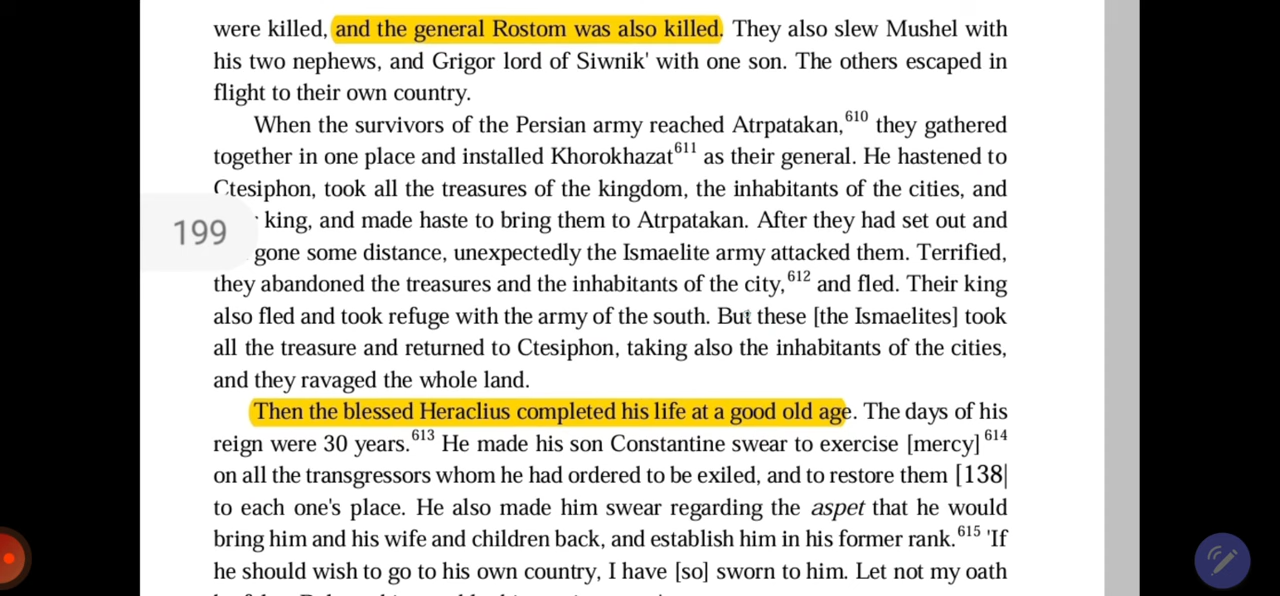 were killed, and the general Rostom was also killed. They also slew Mushel with
his two nephews, and Grigor lord of Siwnik' with one son. The others escaped in
flight to their own country.
When the survivors of the Persian army reached Atrpatakan,610 they gathered
together in one place and installed Khorokhazat611 as their general. He hastened to
Ctesiphon, took all the treasures of the kingdom, the inhabitants of the cities, and
king, and made haste to bring them to Atrpatakan. After they had set out and
199
gone some distance, unexpectedly the Ismaelite army attacked them. Terrified,
they abandoned the treasures and the inhabitants of the city,612 and fled. Their king
also fled and took refuge with the army of the south. But these [the Ismaelites] took
all the treasure and returned to Ctesiphon, taking also the inhabitants of the cities,
and they ravaged the whole land.
Then the blessed Heraclius completed his life at a good old age. The days of his
reign were 30 years.613 He made his son Constantine swear to exercise [mercy]614
on all the transgressors whom he had ordered to be exiled, and to restore them [138|
to each one's place. He also made him swear regarding the aspet that he would
bring him and his wife and children back, and establish him in his former rank.615 'If
he should wish to go to his own country, I have [so] sworn to him. Let not my oath